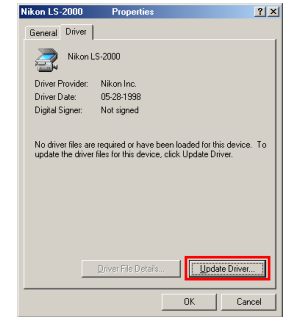 Nikon LS-2000 Properties ? X
General Driver
Nikon LS-2000
Driver Provider: Nikon Inc.
Driver Date: 05-28-1998
Digital Signer: Not signed
No driver files are required or have been loaded for this device. To
update the driver files for this device, click Update Driver.
Driver File Details... Update Driver...
OK Cancel